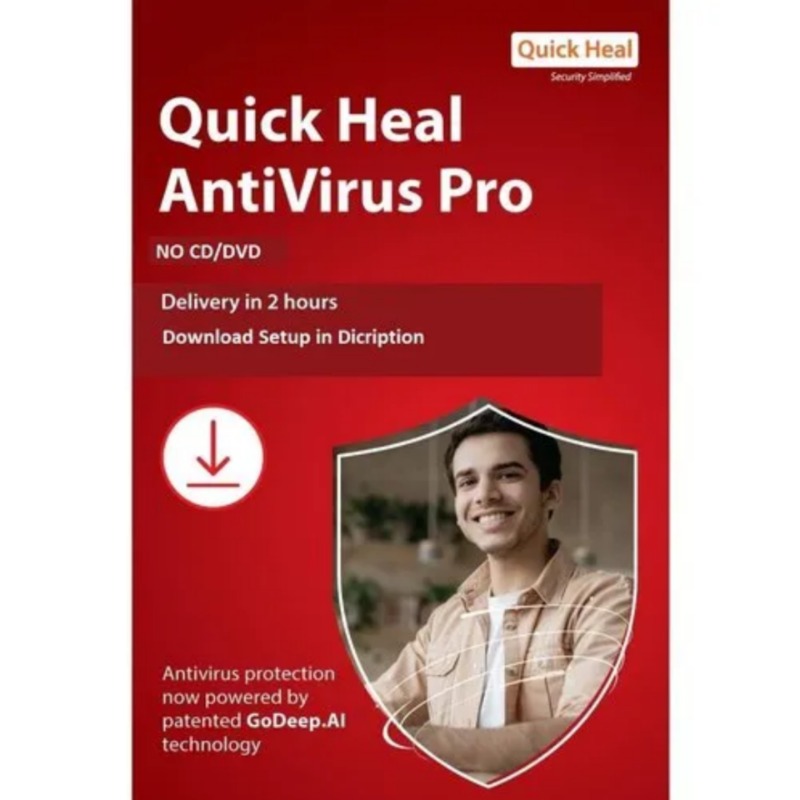 Quick Heal
Security Simplified
Quick Heal
AntiVirus Pro
NO CD/DVD
Delivery in 2 hours
Download Setup in Dicription
Antivirus protection
now powered by
patented GoDeep.AI
technology